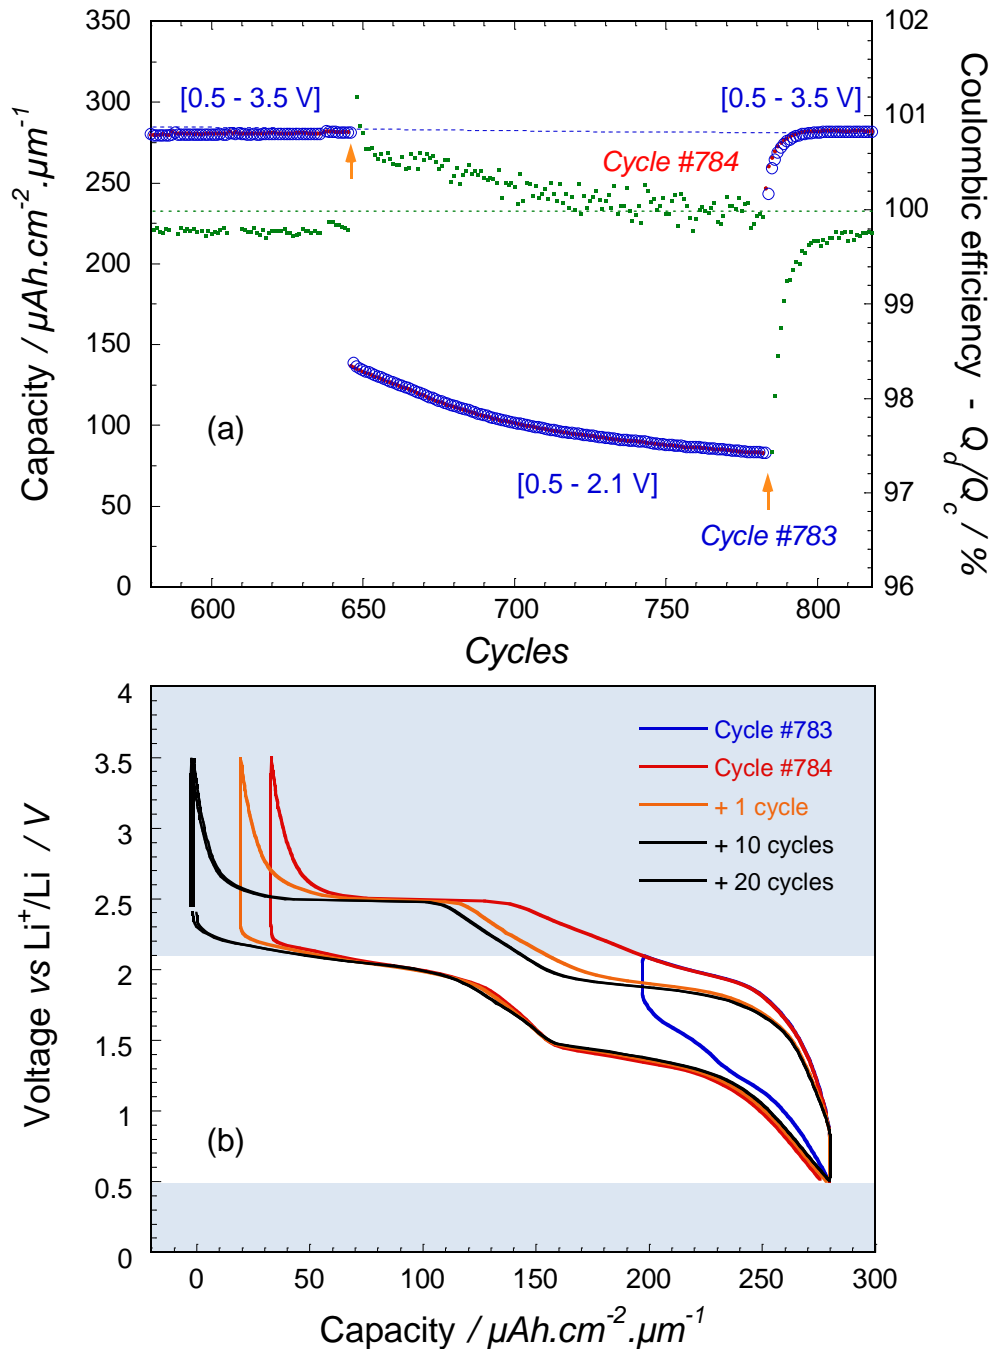 350
300
250
200
150
100
50
0
Capacity / µAh.cm-2.µm-1
102
101
100
99
98
97
96
Coulombic efficiency - Qd/Qc / %
[0.5 - 3.5 V]
[0.5 - 3.5 V]
Cycle #784
(a)
[0.5 - 2.1 V]
Cycle #783
600 650 700 750 800
Cycles
4
3.5
3
2.5
2
1.5
1
0.5
0
Voltage vs Li+/Li / V
Cycle #783
Cycle #784
+ 1 cycle
+ 10 cycles
+ 20 cycles
(b)
0 50 100 150 200 250 300
Capacity / µAh.cm-2.µm-1